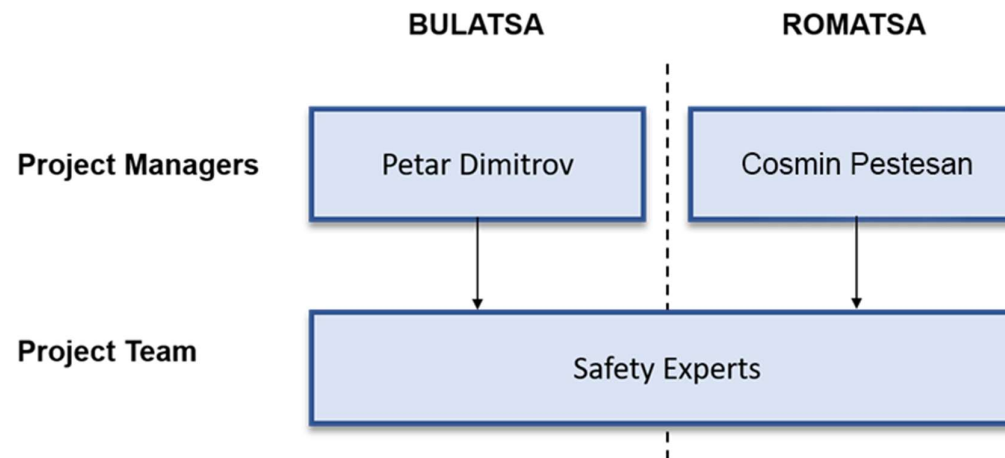 BULATSA
ROMATSA
Project Managers
Petar Dimitrov
Cosmin Pestesan
Project Team
Safety Experts